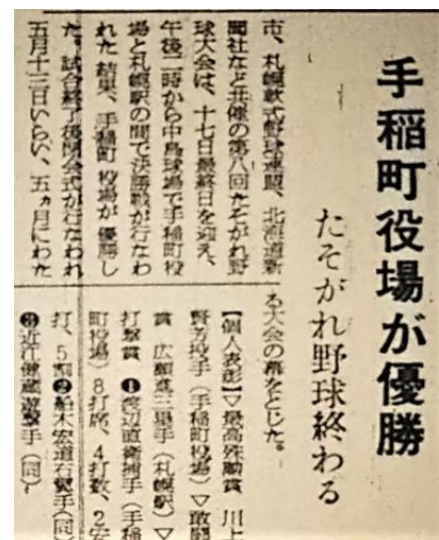 手稲町役場が優勝
たそがれ野球終わる
市、札幌軟式野球連盟、北海道新
聞社など共催の第八回たそがれ野
球大会は、十七日最終日を迎え、
午後二時から中島球場で手稲町役
場と札幌駅の間で決勝戦が行なわ
れた結果、手稲町役場が優勝し
た。試合終了後閉会式が行なわれ
五月十三日いらい、五ヵ月にわた
る大会の幕をとじた。
【個人表彰】▽最高殊勲賞 川上
投手(手稲町役場)▽敢闘
賞 進三塁手(札幌駅)▽
打撃賞 ❶渡辺直衛捕手(手稲
町役場)8打席、4打数、2安
打、5割❷船木宏道右翼手(同)
❸近江健蔵遊撃手(同)